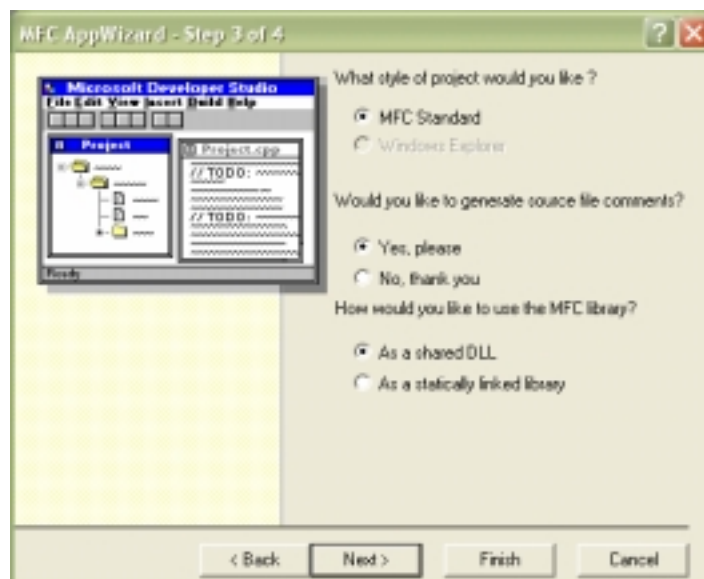 MFC AppWizard - Step 3 of 4
Microsoft Developer Studio
File Edit View Insert Build Help
Project
Project.cpp
// TODO:
// TODO:
Ready
What style of project would you like ?
MFC Standard
Windows Explorer
Would you like to generate source file comments?
Yes, please
No, thank you
How would you like to use the MFC library?
As a shared DLL
As a statically linked library
< Back
Next >
Finish
Cancel